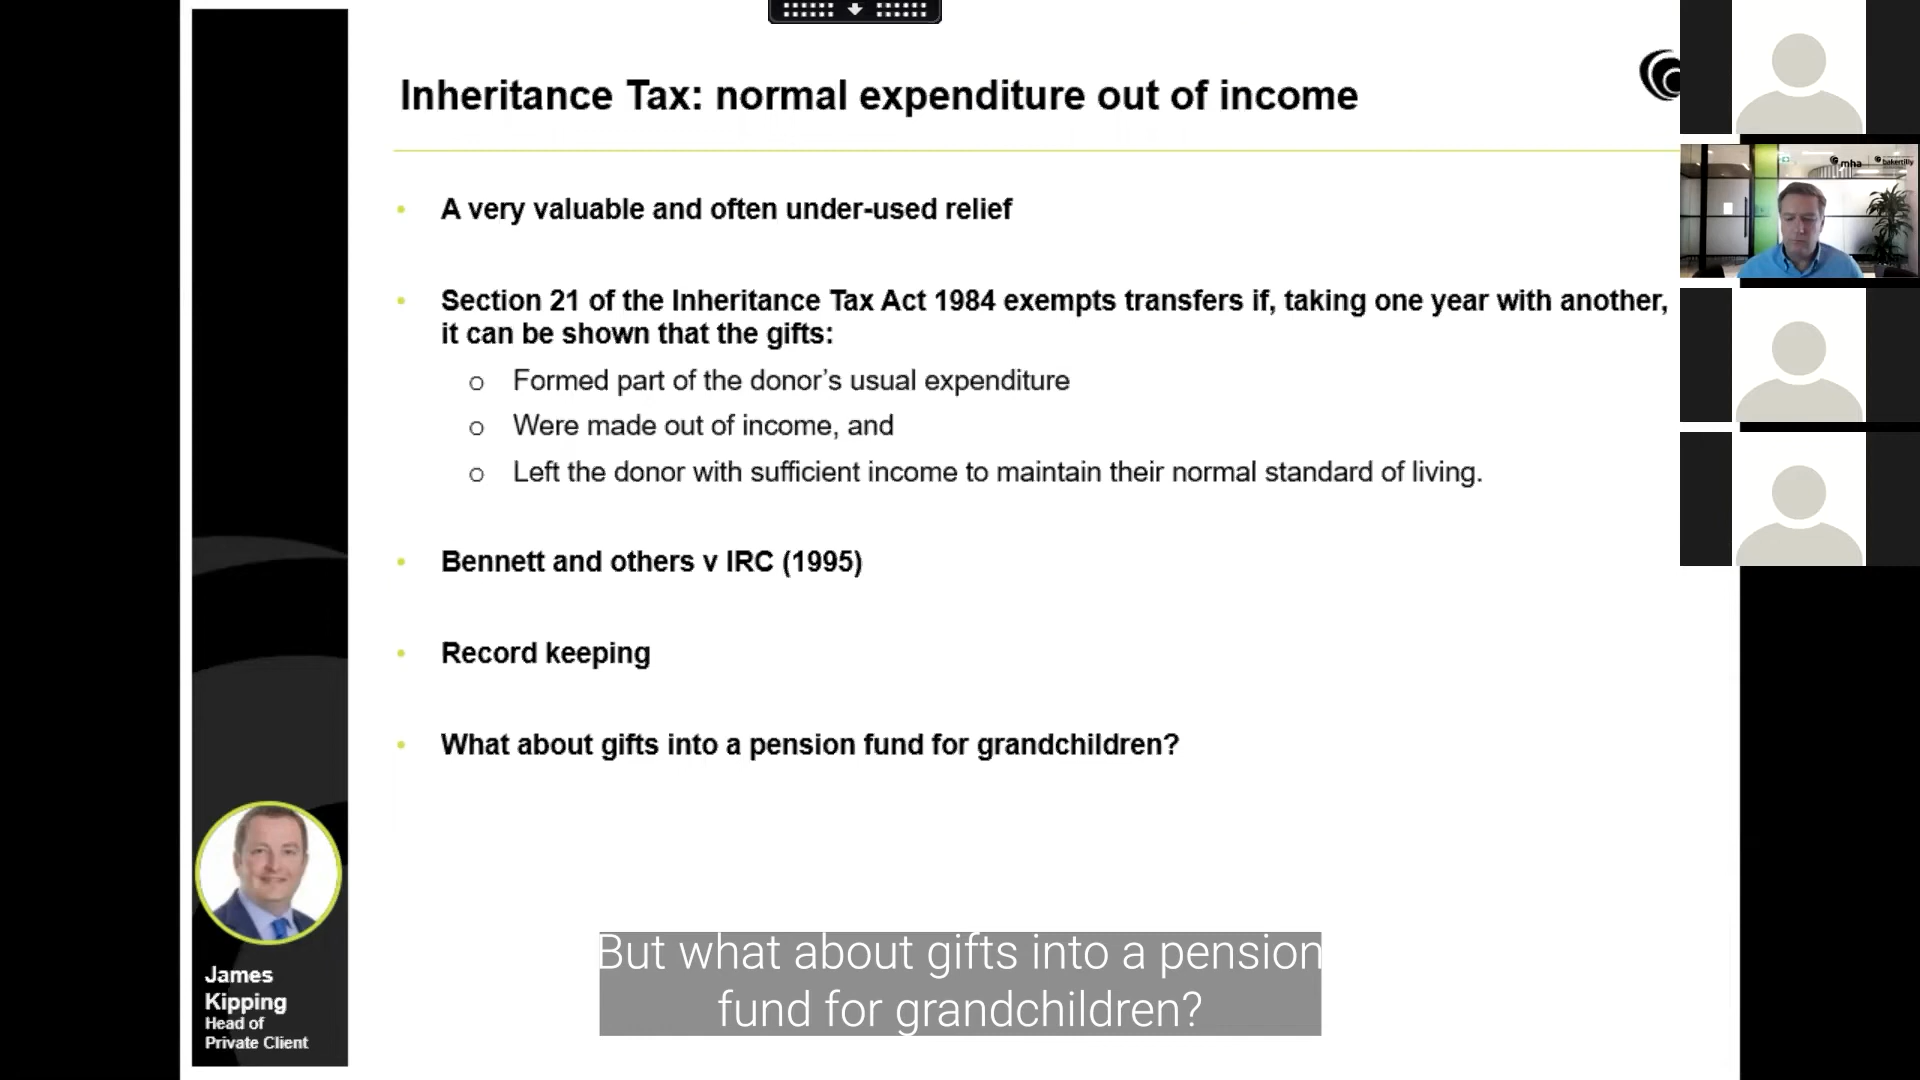 Inheritance Tax: normal expenditure out of income
mha
bakertilly
• A very valuable and often under-used relief
• Section 21 of the Inheritance Tax Act 1984 exempts transfers if, taking one year with another,
it can be shown that the gifts:
o Formed part of the donor’s usual expenditure
o Were made out of income, and
o Left the donor with sufficient income to maintain their normal standard of living.
• Bennett and others v IRC (1995)
• Record keeping
• What about gifts into a pension fund for grandchildren?
James
Kipping
Head of
Private Client
But what about gifts into a pension
fund for grandchildren?